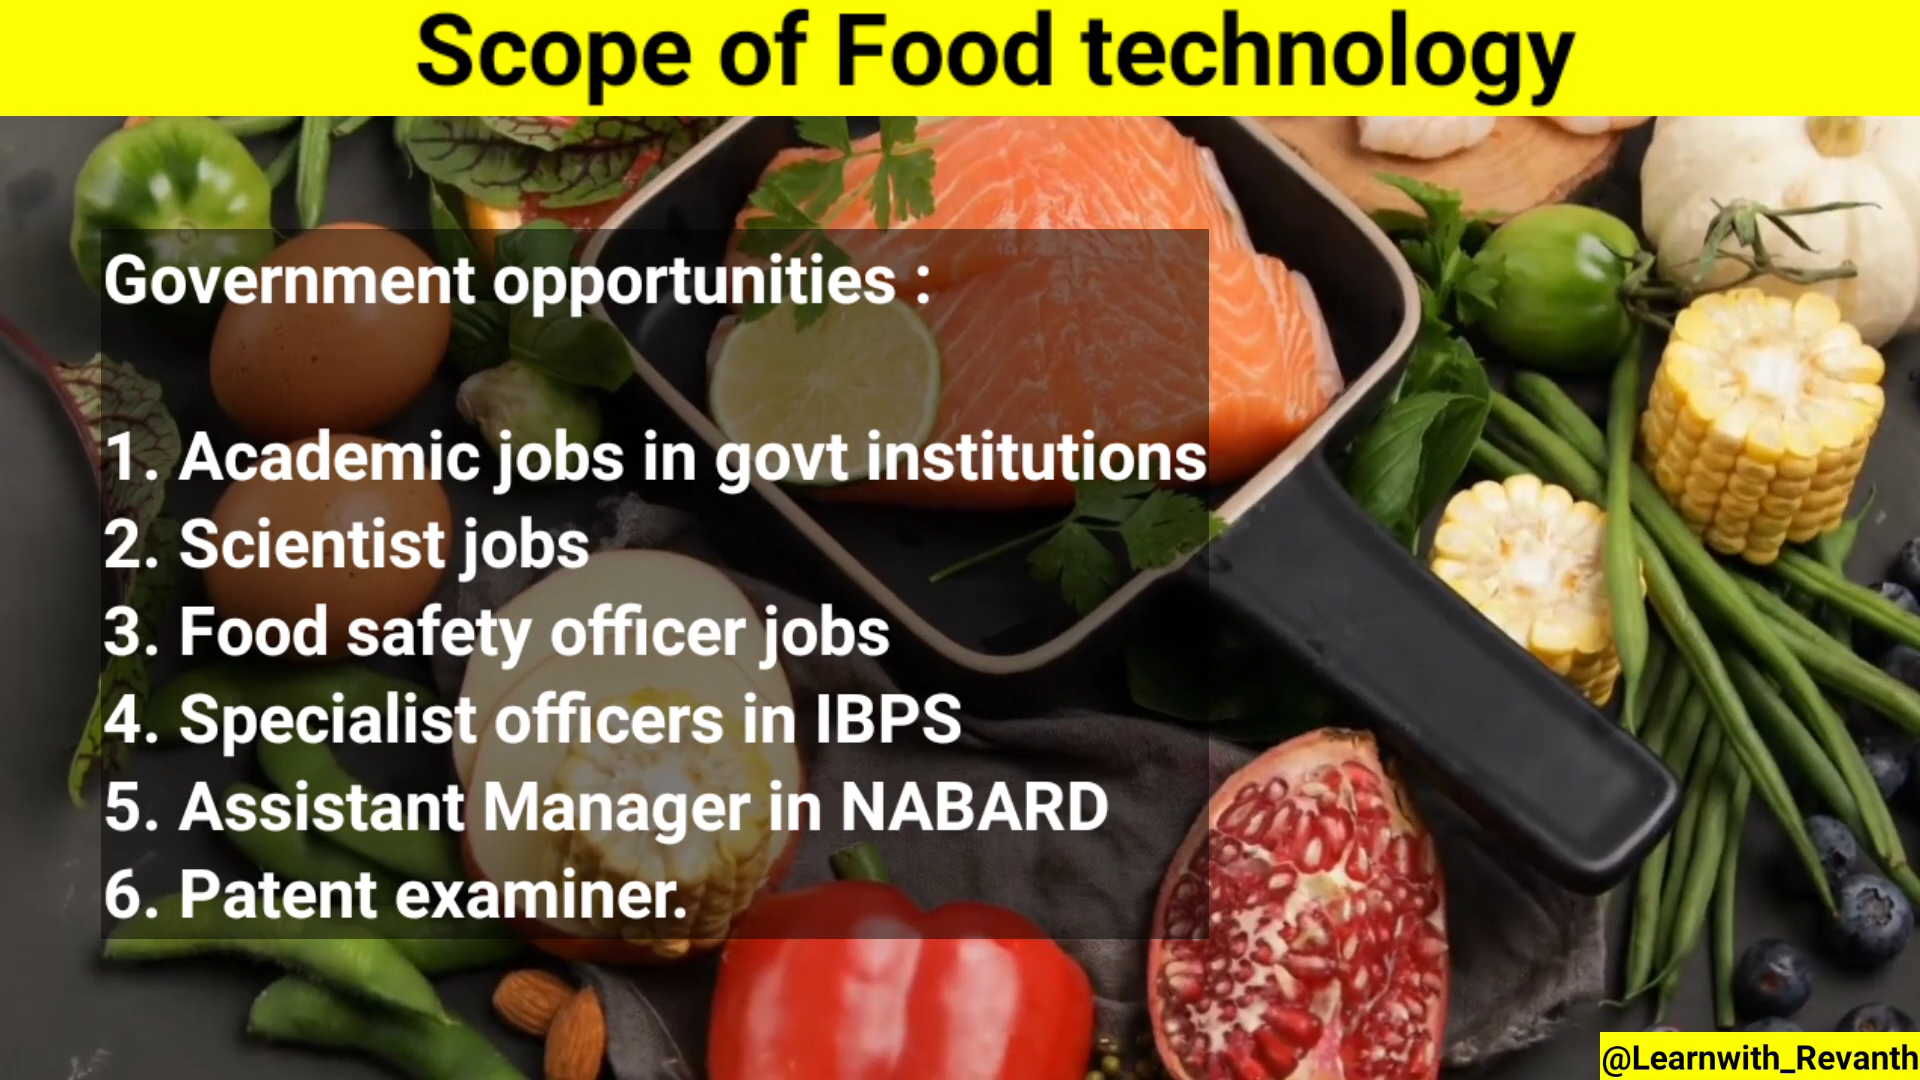 Scope of Food technology
Government opportunities :
1. Academic jobs in govt institutions
2. Scientist jobs
3. Food safety officer jobs
4. Specialist officers in IBPS
5. Assistant Manager in NABARD
6. Patent examiner.
@Learnwith_Revanth